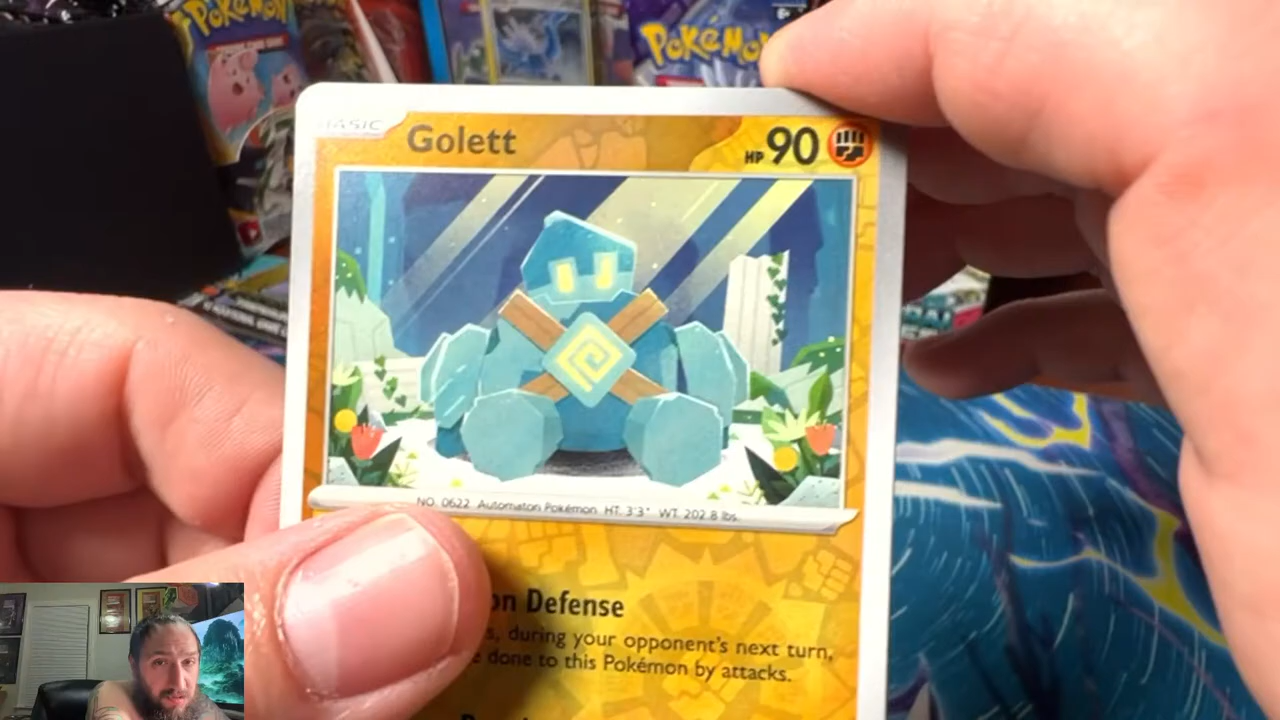 Pokémon
POKÉMO
BASIC
Golett
HP 90
NO. 0622 Automaton Pokémon HT. 3'3" WT. 202.8 lbs.
on Defense
s, during your opponent's next turn,
e done to this Pokémon by attacks.